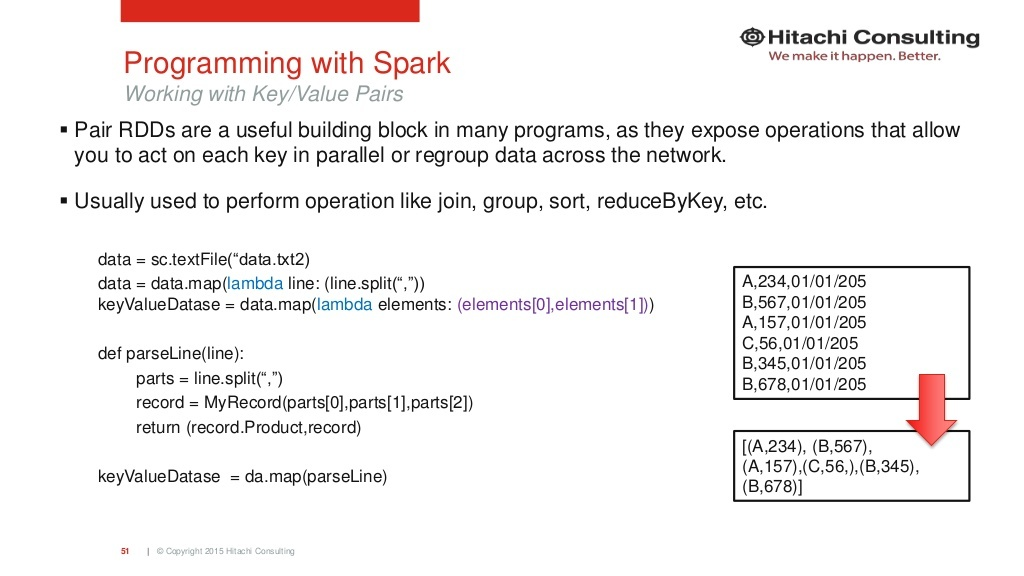 Hitachi Consulting
We make it happen. Better.
Programming with Spark
Working with Key/Value Pairs
▪ Pair RDDs are a useful building block in many programs, as they expose operations that allow
you to act on each key in parallel or regroup data across the network.
▪ Usually used to perform operation like join, group, sort, reduceByKey, etc.
data = sc.textFile(“data.txt2)
data = data.map(lambda line: (line.split(“,”))
keyValueDatase = data.map(lambda elements: (elements[0],elements[1]))
def parseLine(line):
parts = line.split(“,”)
record = MyRecord(parts[0],parts[1],parts[2])
return (record.Product,record)
keyValueDatase  = da.map(parseLine)
A,234,01/01/205
B,567,01/01/205
A,157,01/01/205
C,56,01/01/205
B,345,01/01/205
B,678,01/01/205
[(A,234), (B,567),
(A,157),(C,56,),(B,345),
(B,678)]
51 | © Copyright 2015 Hitachi Consulting